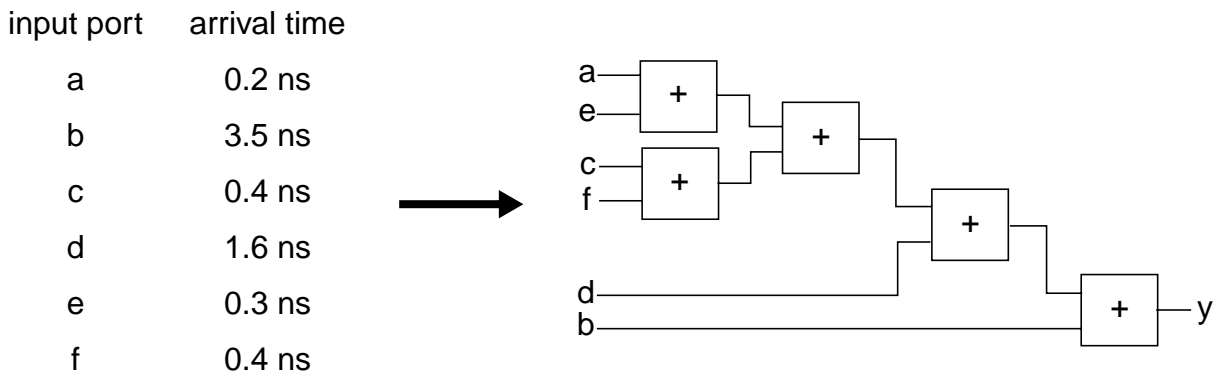 input port arrival time
a 0.2 ns
b 3.5 ns
c 0.4 ns
d 1.6 ns
e 0.3 ns
f 0.4 ns
a
+
e
+
c
+
f
+
d
+
y
b